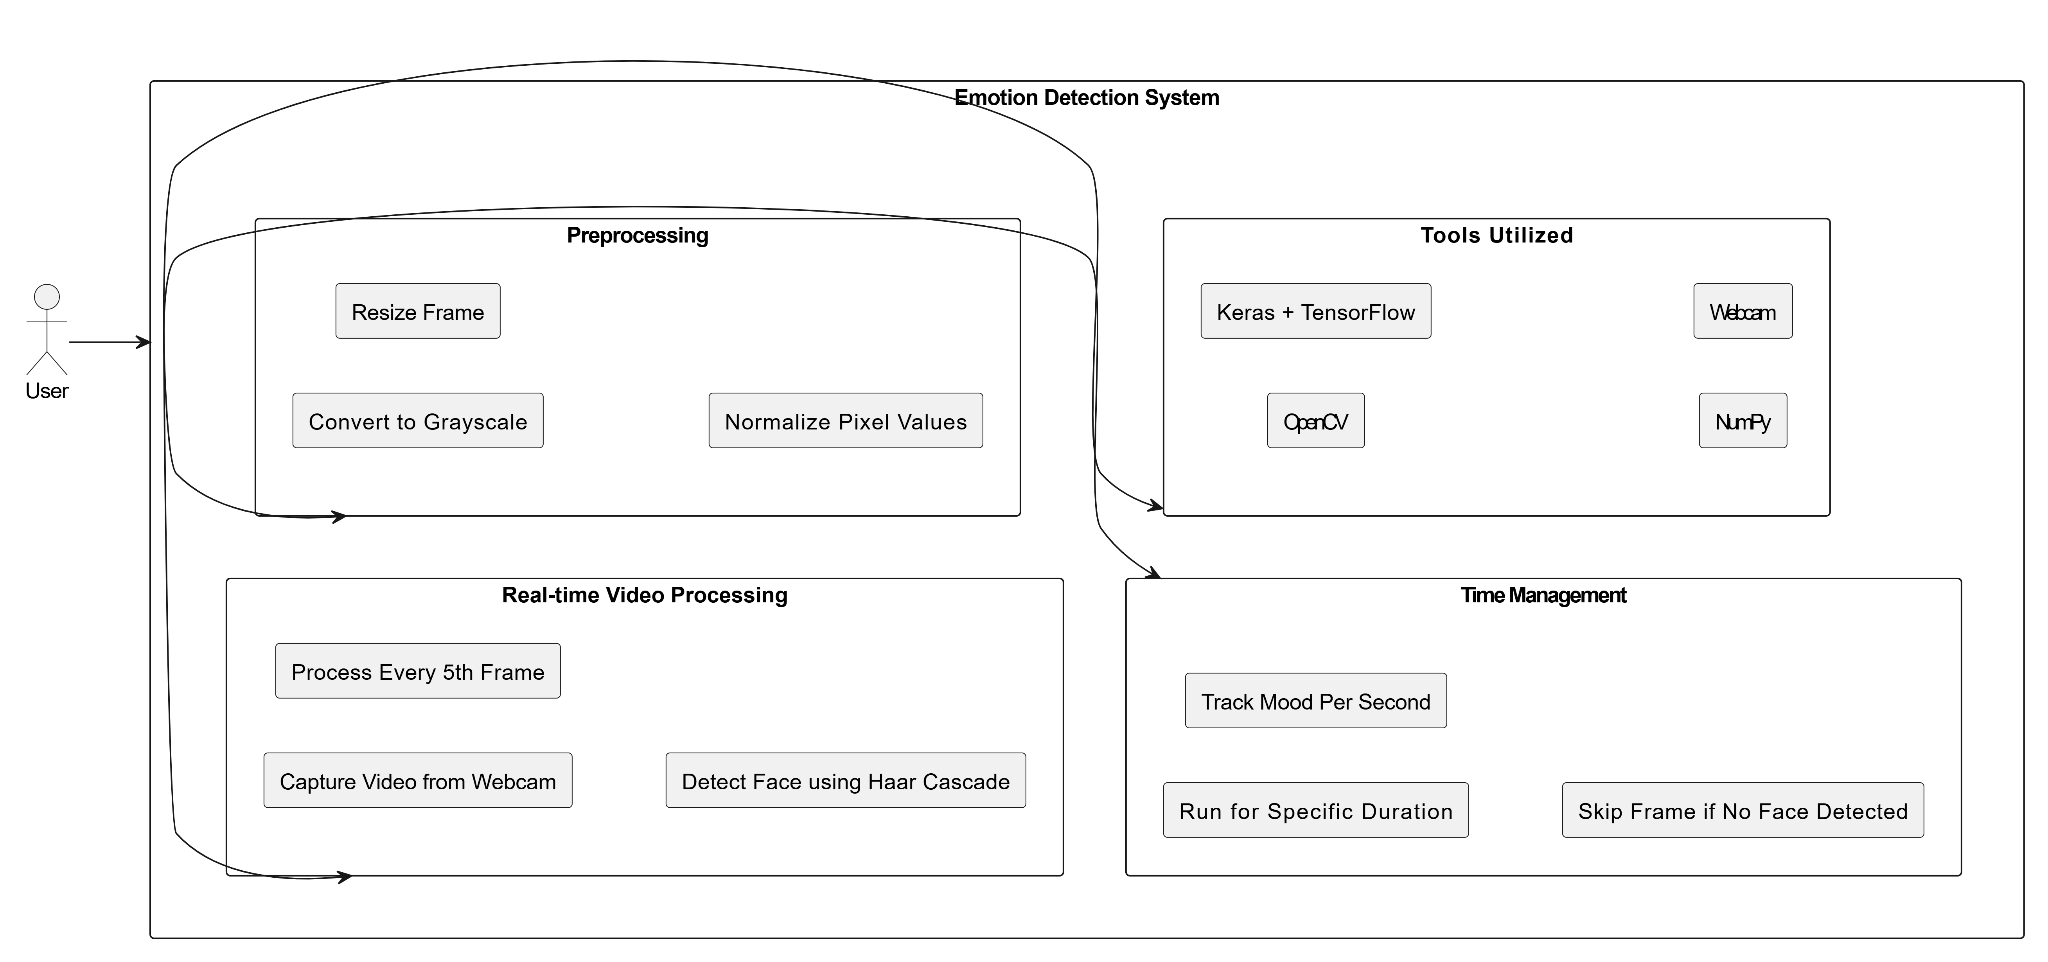 Emotion Detection System
Preprocessing
Resize Frame
Convert to Grayscale
Normalize Pixel Values
Tools Utilized
Keras + TensorFlow
Webcam
OpenCV
NumPy
User
Real-time Video Processing
Process Every 5th Frame
Capture Video from Webcam
Detect Face using Haar Cascade
Time Management
Track Mood Per Second
Run for Specific Duration
Skip Frame if No Face Detected